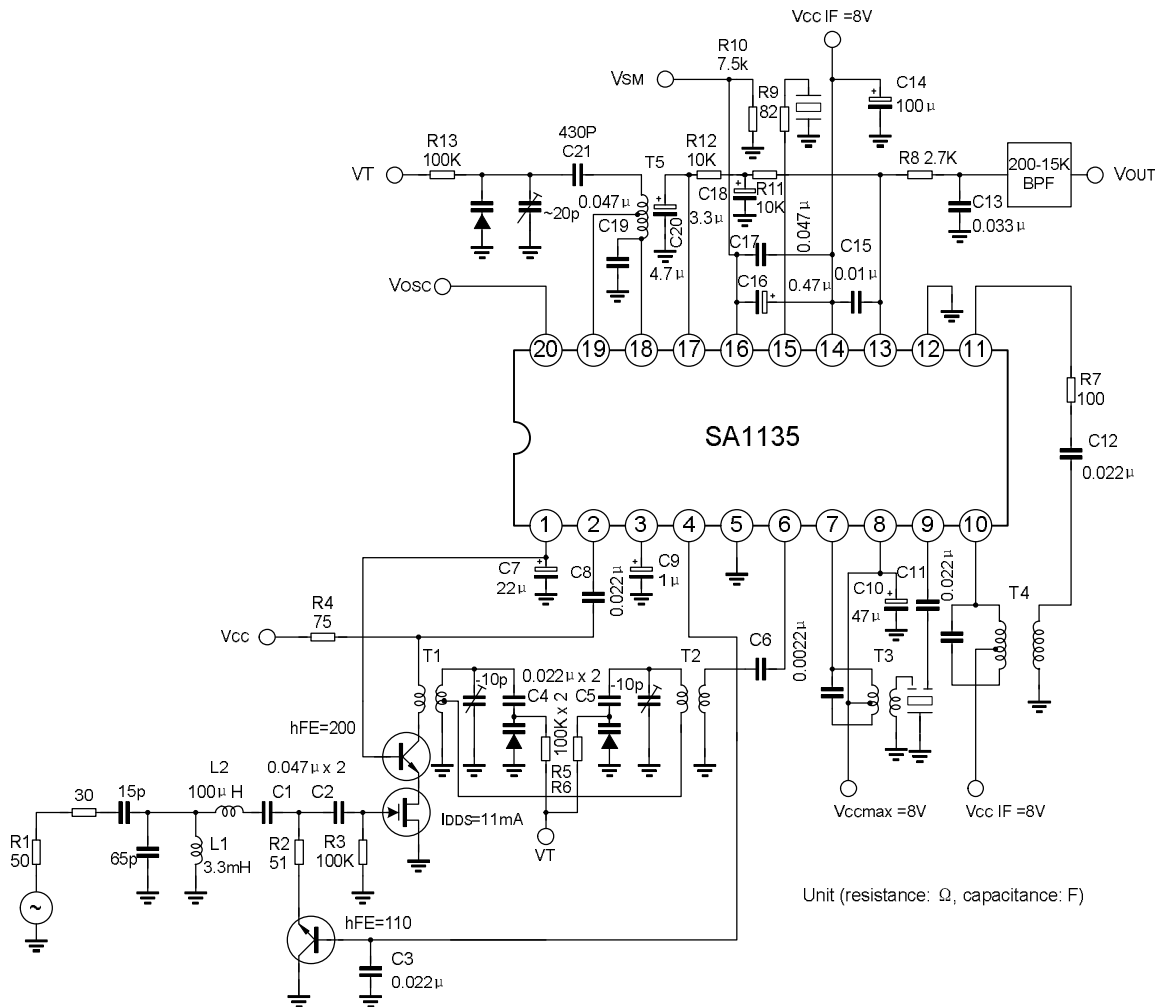 Vcc IF =8V
R10
7.5k
VSM
R9
82
C14
100μ
430P
C21
R13
100K
VT
~20p
T5
R12
10K
C18
3.3μ
R11
10K
R8 2.7K
200-15K
BPF
VOUT
C13
0.033μ
0.047μ
C19
C20
4.7μ
0.047μ
C17
C15
0.01μ
C16
0.47μ
VOSC
20
19
18
17
16
15
14
13
12
11
R7
100
SA1135
C12
0.022μ
1
2
3
4
5
6
7
8
9
10
C7
22μ
C8
0.022μ
C9
1μ
C10
47μ
C11
0.022μ
T4
R4
75
Vcc
C6
0.0022μ
T1
-10p
0.022μ x 2
C4
C5
-10p
T2
T3
100K x 2
R5
R6
hFE=200
L2
100μH
0.047μ x 2
C1
C2
30
15p
IDDS=11mA
VT
Vccmax =8V
Vcc IF =8V
R1
50
65p
L1
3.3mH
R2
51
R3
100K
~
Unit (resistance: Ω, capacitance: F)
hFE=110
C3
0.022μ